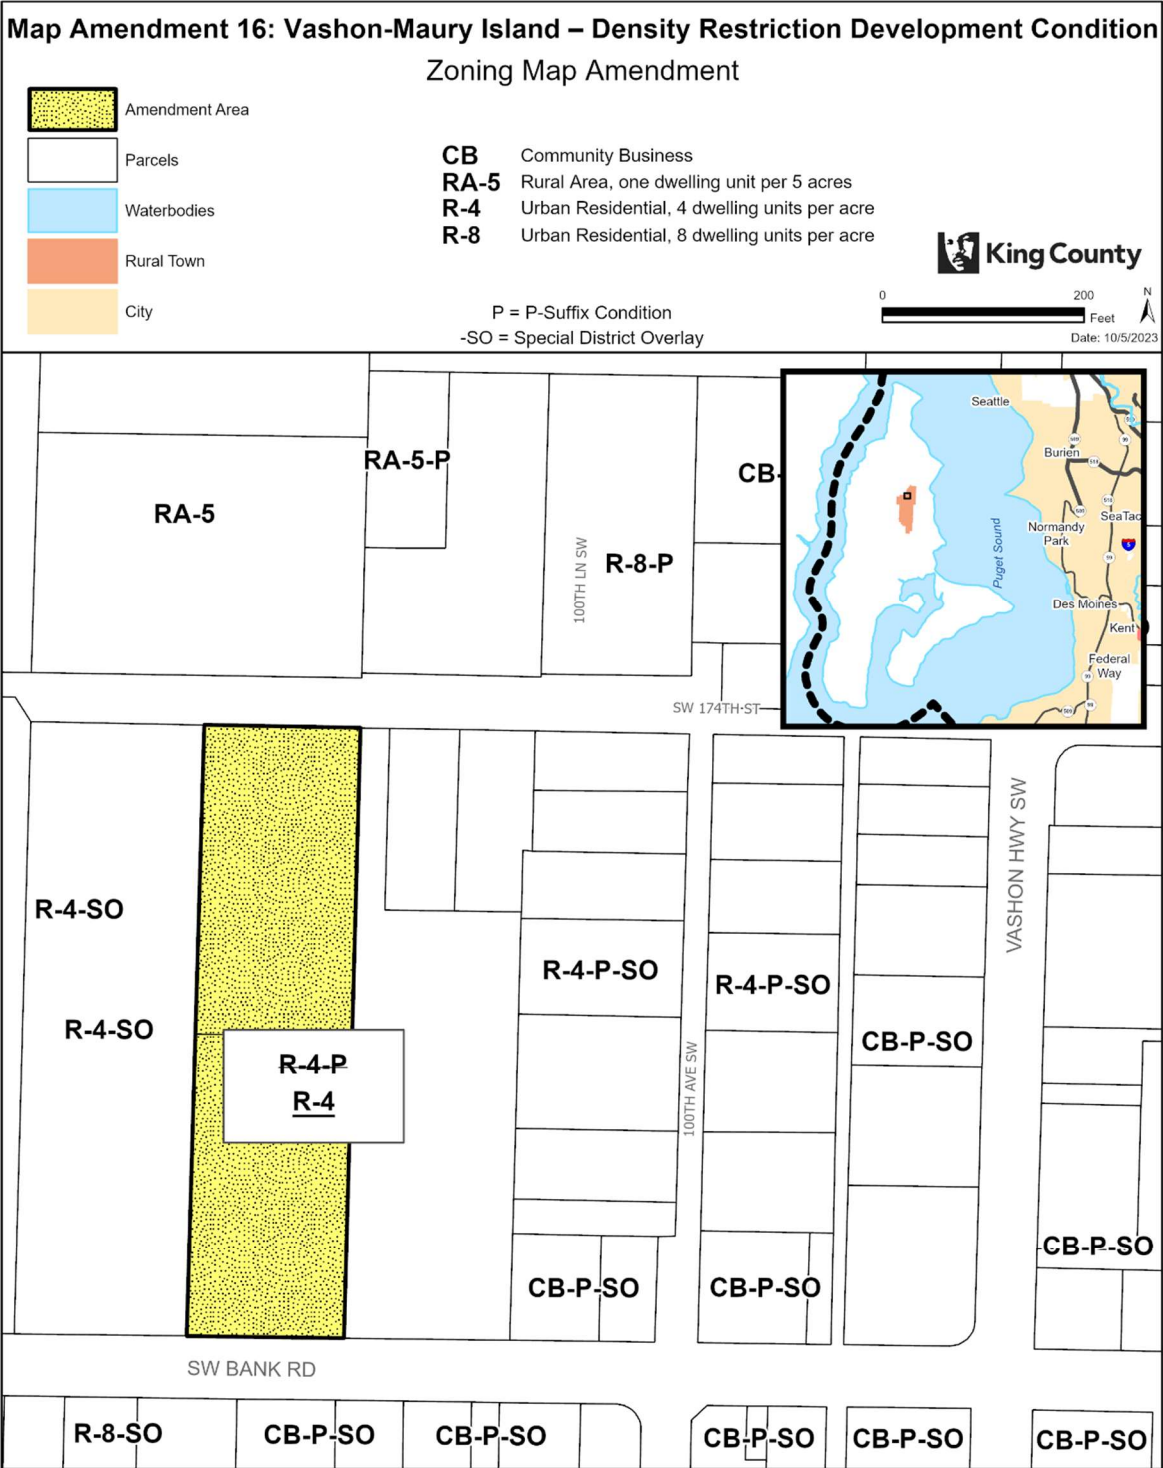 Map Amendment 16: Vashon-Maury Island – Density Restriction Development Condition
Zoning Map Amendment
Amendment Area
Parcels
Waterbodies
Rural Town
City
CB Community Business
RA-5 Rural Area, one dwelling unit per 5 acres
R-4 Urban Residential, 4 dwelling units per acre
R-8 Urban Residential, 8 dwelling units per acre
P = P-Suffix Condition
-SO = Special District Overlay
King County
0 200
Feet
N
Date: 10/5/2023
RA-5
RA-5-P
100TH LN SW
R-8-P
CB-
Seattle
Burien
Normandy
Park
SeaTac
Puget Sound
Des Moines
Kent
Federal
Way
509
518
99
5
SW 174TH ST
R-4-SO
R-4-SO
R-4-P
R-4
R-4-P-SO
R-4-P-SO
100TH AVE SW
CB-P-SO
VASHON HWY SW
CB-P-SO
CB-P-SO
CB-P-SO
SW BANK RD
R-8-SO
CB-P-SO
CB-P-SO
CB-P-SO
CB-P-SO
CB-P-SO